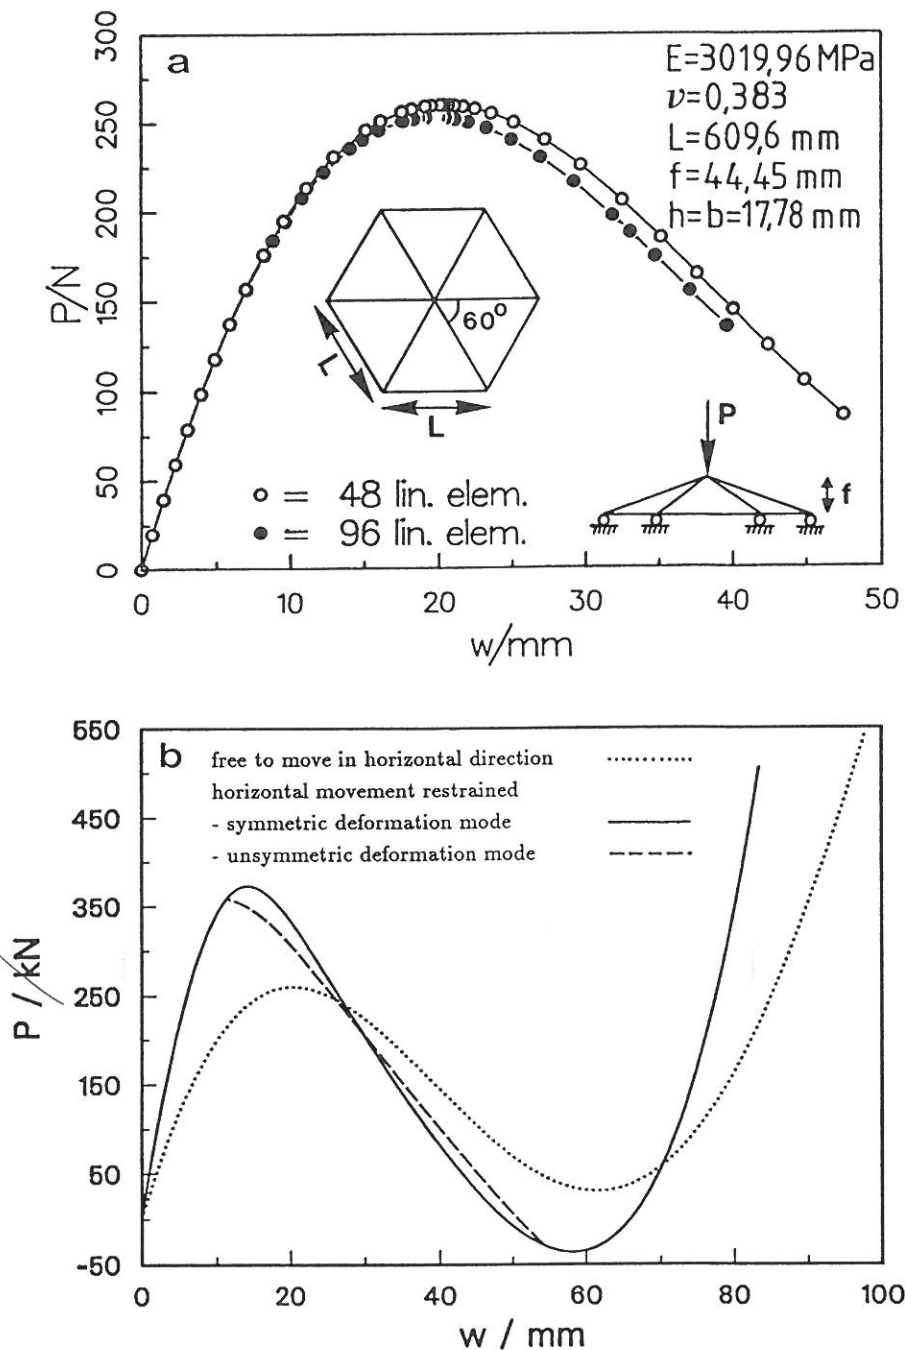 a
E=3019,96 MPa
ν=0,383
L=609,6 mm
f=44,45 mm
h=b=17,78 mm
300
250
200
150
100
50
0
P/N
60°
L
L
P
f
○ = 48 lin. elem.
● = 96 lin. elem.
0 10 20 30 40 50
w/mm
b
free to move in horizontal direction
horizontal movement restrained
- symmetric deformation mode
- unsymmetric deformation mode
550
450
350
250
150
50
-50
P / kN
0 20 40 60 80 100
w / mm